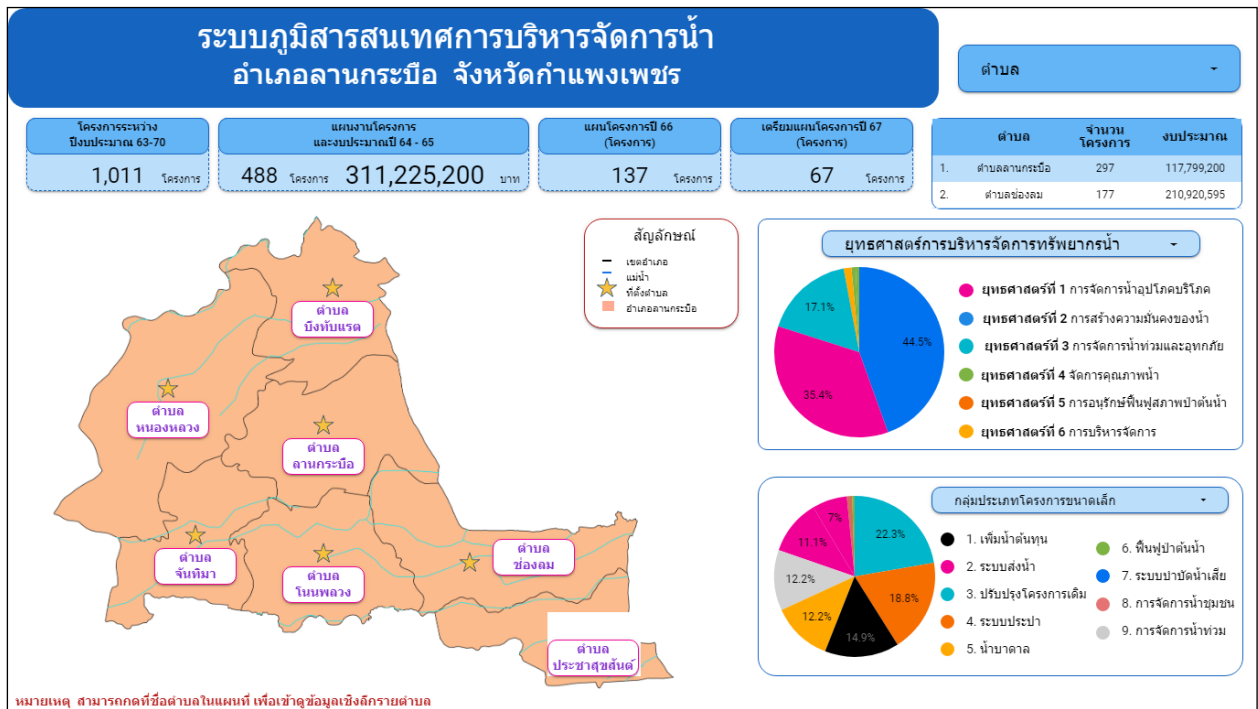 ระบบภูมิสารสนเทศการบริหารจัดการน้ำ
อำเภอลานกระบือ จังหวัดกำแพงเพชร
ตำบล
โครงการระหว่าง
ปีงบประมาณ 63-70
1,011 โครงการ
แผนงานโครงการ
และงบประมาณปี 64 - 65
488 โครงการ 311,225,200 บาท
แผนโครงการปี 66
(โครงการ)
137 โครงการ
เตรียมแผนโครงการปี 67
(โครงการ)
67 โครงการ
ตำบล จำนวน โครงการ งบประมาณ
1. ตำบลลานกระบือ 297 117,799,200
2. ตำบลช่องลม 177 210,920,595
สัญลักษณ์
เขตอำเภอ
แม่น้ำ
ที่ตั้งตำบล
อำเภอลานกระบือ
ตำบล
บึงทับแรต
ตำบล
หนองหลวง
ตำบล
ลานกระบือ
ตำบล
จันทิมา
ตำบล
โนนพลวง
ตำบล
ช่องลม
ตำบล
ประชาสุขสันต์
หมายเหตุ สามารถกดที่ชื่อตำบลในแผนที่ เพื่อเข้าดูข้อมูลเชิงลึกรายตำบล
ยุทธศาสตร์การบริหารจัดการทรัพยากรน้ำ
17.1%
44.5%
35.4%
ยุทธศาสตร์ที่ 1 การจัดการน้ำอุปโภคบริโภค
ยุทธศาสตร์ที่ 2 การสร้างความมั่นคงของน้ำ
ยุทธศาสตร์ที่ 3 การจัดการน้ำท่วมและอุทกภัย
ยุทธศาสตร์ที่ 4 จัดการคุณภาพน้ำ
ยุทธศาสตร์ที่ 5 การอนุรักษ์ฟื้นฟูสภาพป่าต้นน้ำ
ยุทธศาสตร์ที่ 6 การบริหารจัดการ
กลุ่มประเภทโครงการขนาดเล็ก
7%
22.3%
11.1%
12.2%
18.8%
12.2%
14.9%
1. เพิ่มน้ำต้นทุน
2. ระบบส่งน้ำ
3. ปรับปรุงโครงการเดิม
4. ระบบประปา
5. น้ำบาดาล
6. ฟื้นฟูป่าต้นน้ำ
7. ระบบบำบัดน้ำเสีย
8. การจัดการน้ำชุมชน
9. การจัดการน้ำท่วม